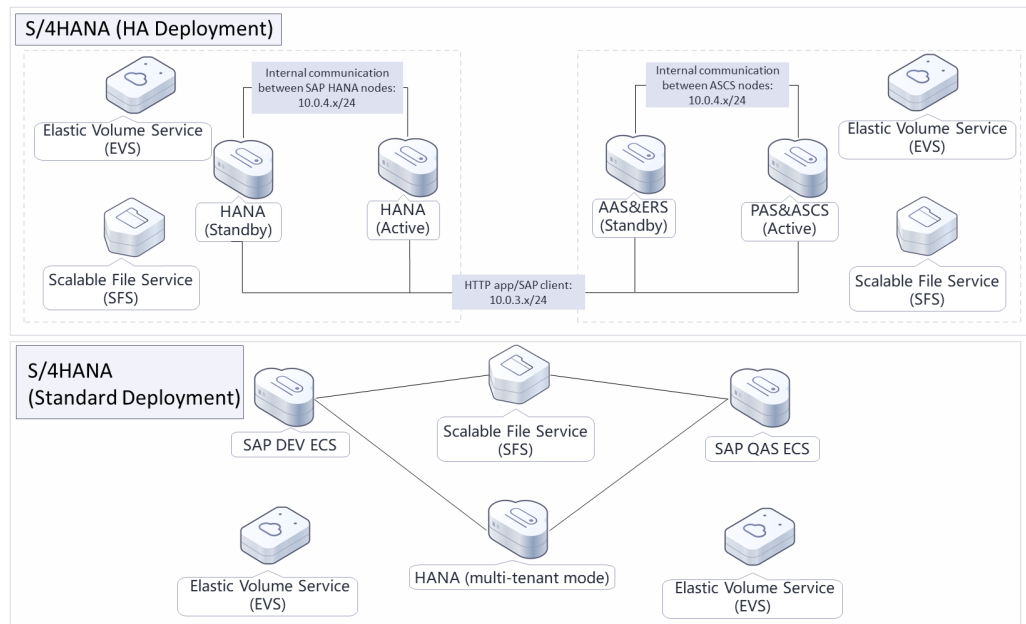 S/4HANA (HA Deployment)
Elastic Volume Service
(EVS)
Internal communication
between SAP HANA nodes:
10.0.4.x/24
HANA
(Standby)
HANA
(Active)
Scalable File Service
(SFS)
Internal communication
between ASCS nodes:
10.0.4.x/24
Elastic Volume Service
(EVS)
AAS&ERS
(Standby)
PAS&ASCS
(Active)
Scalable File Service
(SFS)
HTTP app/SAP client:
10.0.3.x/24
S/4HANA
(Standard Deployment)
SAP DEV ECS
Scalable File Service
(SFS)
SAP QAS ECS
Elastic Volume Service
(EVS)
HANA (multi-tenant mode)
Elastic Volume Service
(EVS)